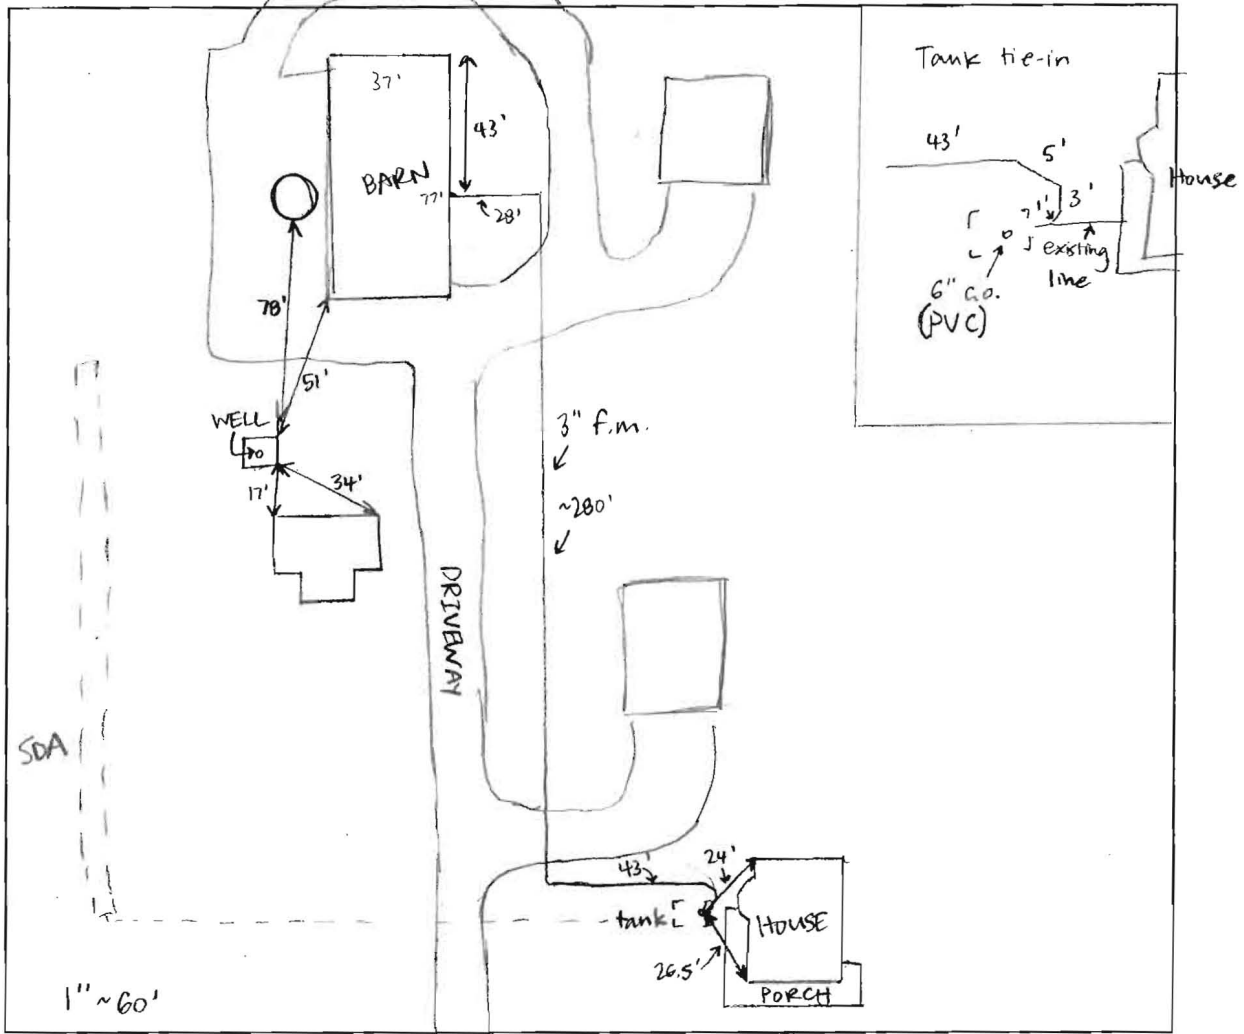 Tank tie-in
43'
5'
3'
1'
House
existing
line
6" c.o.
(PVC)
37'
43'
BARN
77'
28'
78'
51'
WELL
17'
34'
3" f.m.
~280'
DRIVEWAY
SDA
43'
24'
tank
HOUSE
26.5'
PORCH
1" ~ 60'